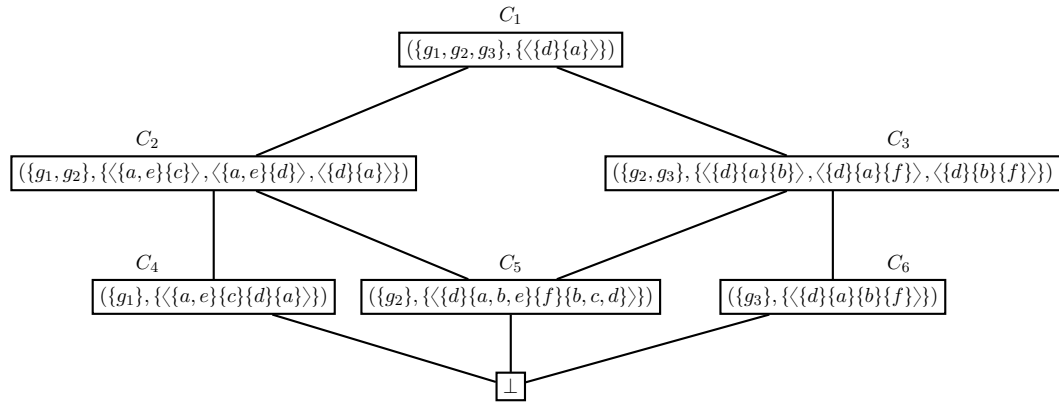 C₁
({g₁, g₂, g₃}, {⟨{d}{a}⟩})
C₂
C₃
({g₁, g₂}, {⟨{a, e}{c}⟩, ⟨{a, e}{d}⟩, ⟨{d}{a}⟩})
({g₂, g₃}, {⟨{d}{a}{b}⟩, ⟨{d}{a}{f}⟩, ⟨{d}{b}{f}⟩})
C₄
C₅
C₆
({g₁}, {⟨{a, e}{c}{d}{a}⟩})
({g₂}, {⟨{d}{a, b, e}{f}{b, c, d}⟩})
({g₃}, {⟨{d}{a}{b}{f}⟩})
⊥